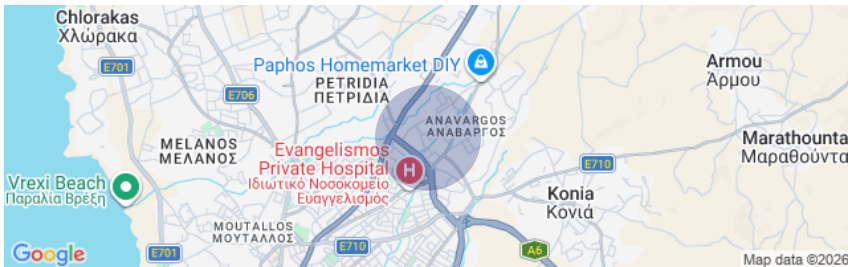 Chlorakas
Χλώρακα
E701
E706
Paphos Homemarket DIY
PETRIDIA
ΠΕΤΡΙΔΙΑ
Armou
Άρμου
ANAVARGOS
ΑΝΑΒΑΡΓΟΣ
MELANOS
ΜΕΛΑΝΟΣ
Evangelismos
Private Hospital
Ιδιωτικό Νοσοκομείο
Ευαγγελισμός
H
E710
Marathounta
Μαραθούντα
Vrexi Beach
Παραλία Βρέξη
Konia
Κονιά
MOUTALLOS
ΜΟΥΤΑΛΛΟΣ
E701
E710
A6
Google
Map data ©2026